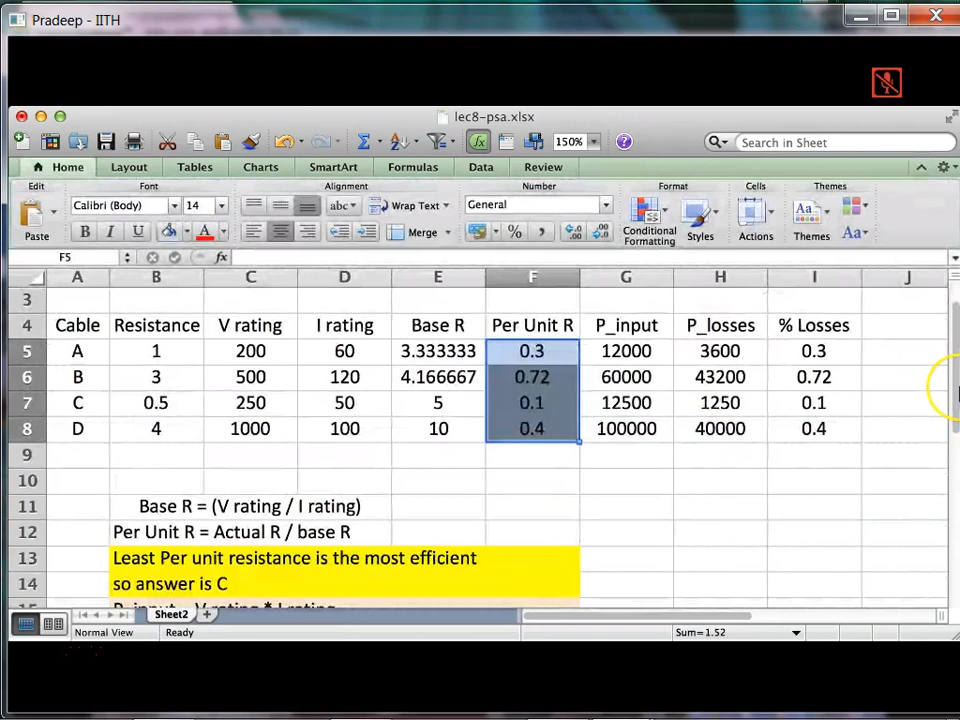 Pradeep - IITH
lec8-psa.xlsx
150% Search in Sheet
Home Layout Tables Charts SmartArt Formulas Data Review
Edit Font Alignment Number Format Cells Themes
Calibri (Body) 14 abc Wrap Text General
Paste B I U A Merge % , Conditional Formatting Styles Actions Themes Aa
F5 fx
A B C D E F G H I J
3
4 Cable Resistance V rating I rating Base R Per Unit R P_input P_losses % Losses
5 A 1 200 60 3.333333 0.3 12000 3600 0.3
6 B 3 500 120 4.166667 0.72 60000 43200 0.72
7 C 0.5 250 50 5 0.1 12500 1250 0.1
8 D 4 1000 100 10 0.4 100000 40000 0.4
9
10
11 Base R = (V rating / I rating)
12 Per Unit R = Actual R / base R
13 Least Per unit resistance is the most efficient
14 so answer is C
15 P_input = V rating * I rating
Sheet2
Normal View Ready Sum=1.52